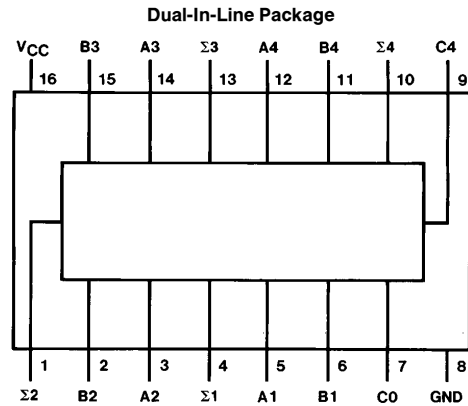 Dual-In-Line Package
VCC B3 A3 Σ3 A4 B4 Σ4 C4
16 15 14 13 12 11 10 9
1 2 3 4 5 6 7 8
Σ2 B2 A2 Σ1 A1 B1 C0 GND